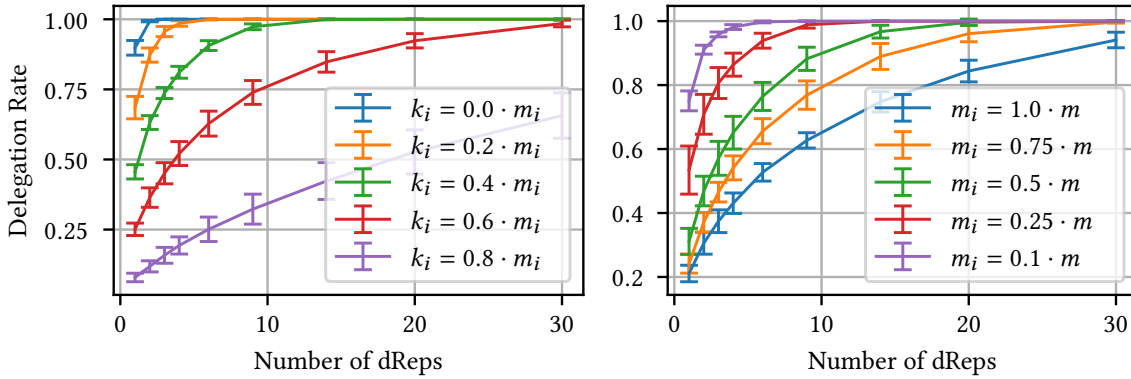 Delegation Rate
1.00
0.75
0.50
0.25
0
10
20
30
Number of dReps
k_i = 0.0 · m_i
k_i = 0.2 · m_i
k_i = 0.4 · m_i
k_i = 0.6 · m_i
k_i = 0.8 · m_i
1.0
0.8
0.6
0.4
0.2
0
10
20
30
Number of dReps
m_i = 1.0 · m
m_i = 0.75 · m
m_i = 0.5 · m
m_i = 0.25 · m
m_i = 0.1 · m